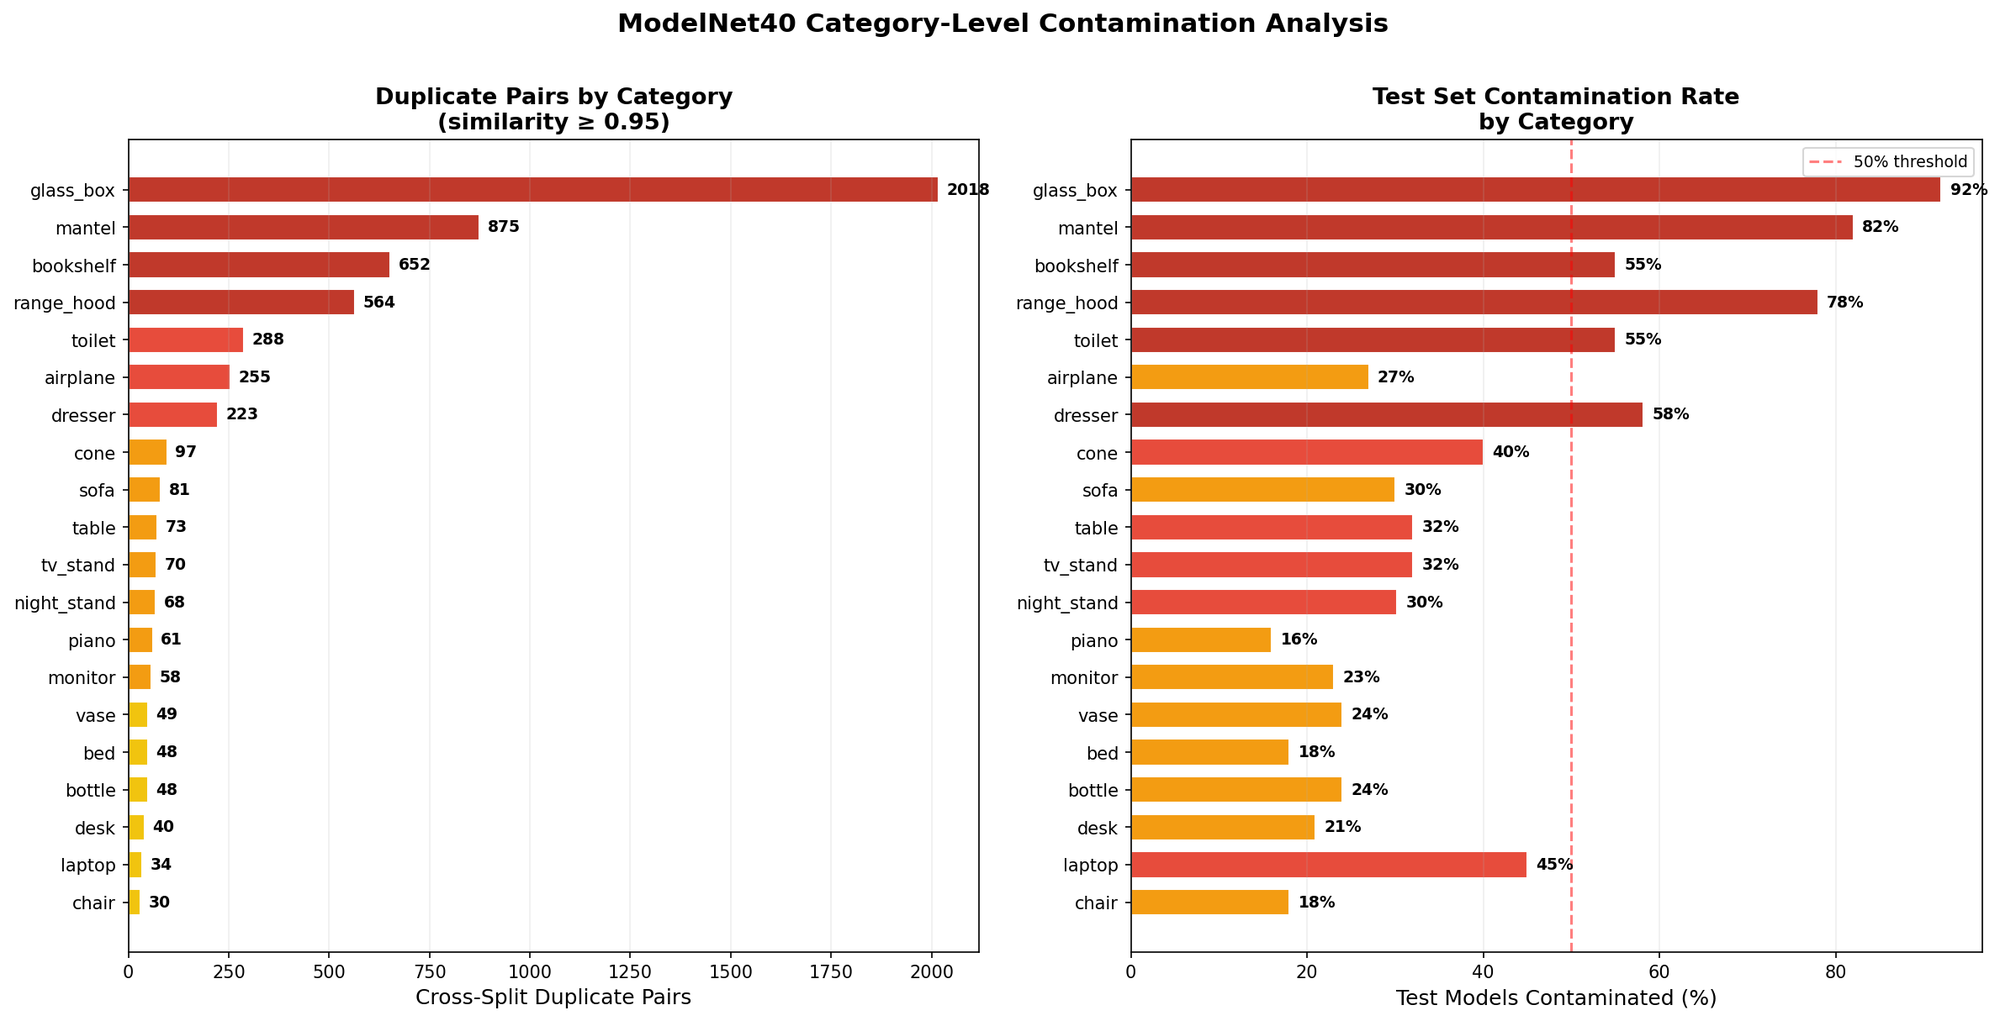 ModelNet40 Category-Level Contamination Analysis
Duplicate Pairs by Category
(similarity ≥ 0.95)
glass_box 2018
mantel 875
bookshelf 652
range_hood 564
toilet 288
airplane 255
dresser 223
cone 97
sofa 81
table 73
tv_stand 70
night_stand 68
piano 61
monitor 58
vase 49
bed 48
bottle 48
desk 40
laptop 34
chair 30
0 250 500 750 1000 1250 1500 1750 2000
Cross-Split Duplicate Pairs
Test Set Contamination Rate
by Category
50% threshold
glass_box 92%
mantel 82%
bookshelf 55%
range_hood 78%
toilet 55%
airplane 27%
dresser 58%
cone 40%
sofa 30%
table 32%
tv_stand 32%
night_stand 30%
piano 16%
monitor 23%
vase 24%
bed 18%
bottle 24%
desk 21%
laptop 45%
chair 18%
0 20 40 60 80
Test Models Contaminated (%)